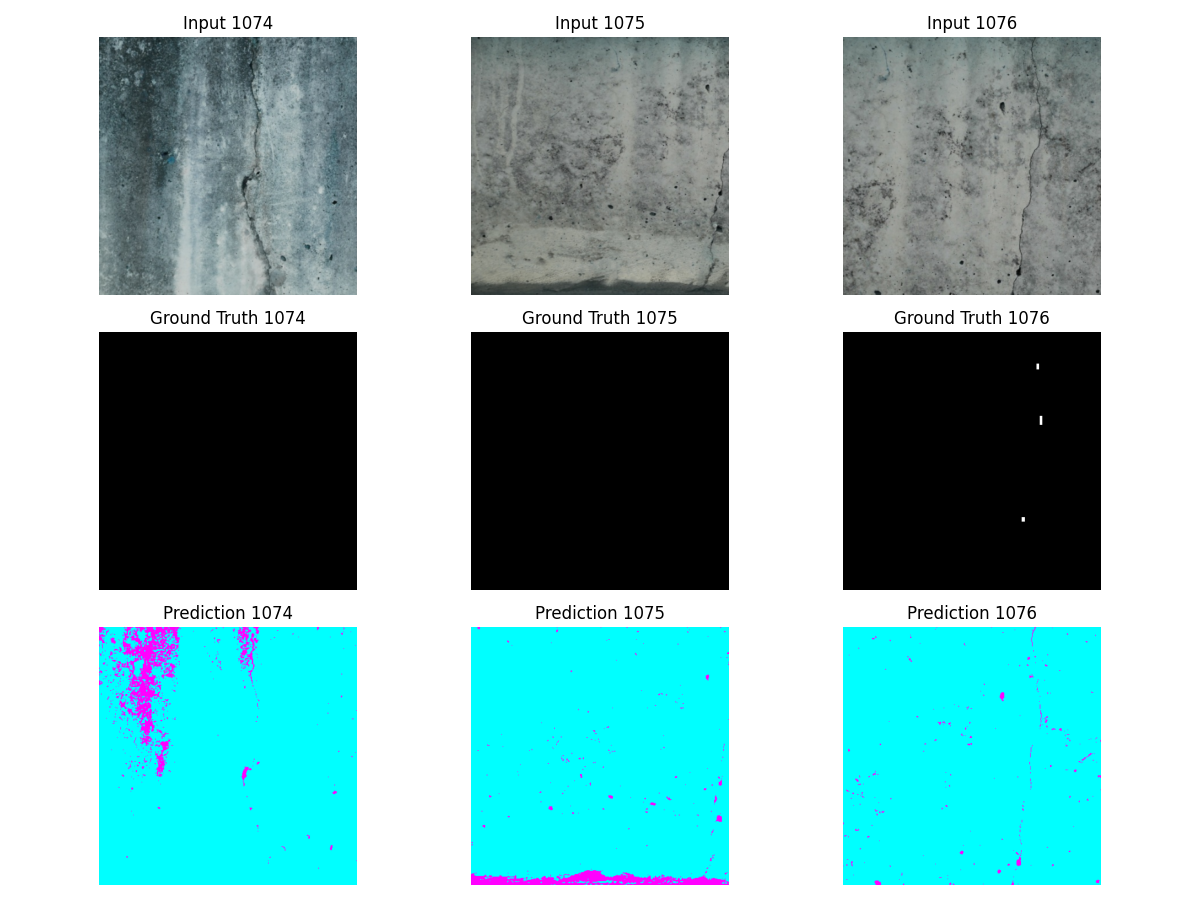 Input 1074
Input 1075
Input 1076
Ground Truth 1074
Ground Truth 1075
Ground Truth 1076
Prediction 1074
Prediction 1075
Prediction 1076